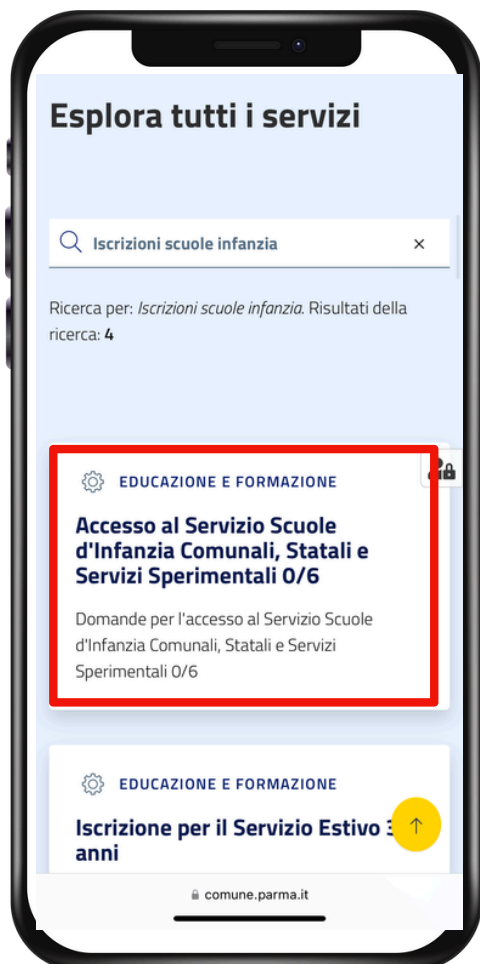 Esplora tutti i servizi
Iscrizioni scuole infanzia
Ricerca per: Iscrizioni scuole infanzia. Risultati della
ricerca: 4
EDUCAZIONE E FORMAZIONE
Accesso al Servizio Scuole
d'Infanzia Comunali, Statali e
Servizi Sperimentali 0/6
Domande per l'accesso al Servizio Scuole
d'Infanzia Comunali, Statali e Servizi
Sperimentali 0/6
EDUCAZIONE E FORMAZIONE
Iscrizione per il Servizio Estivo
anni
comune.parma.it